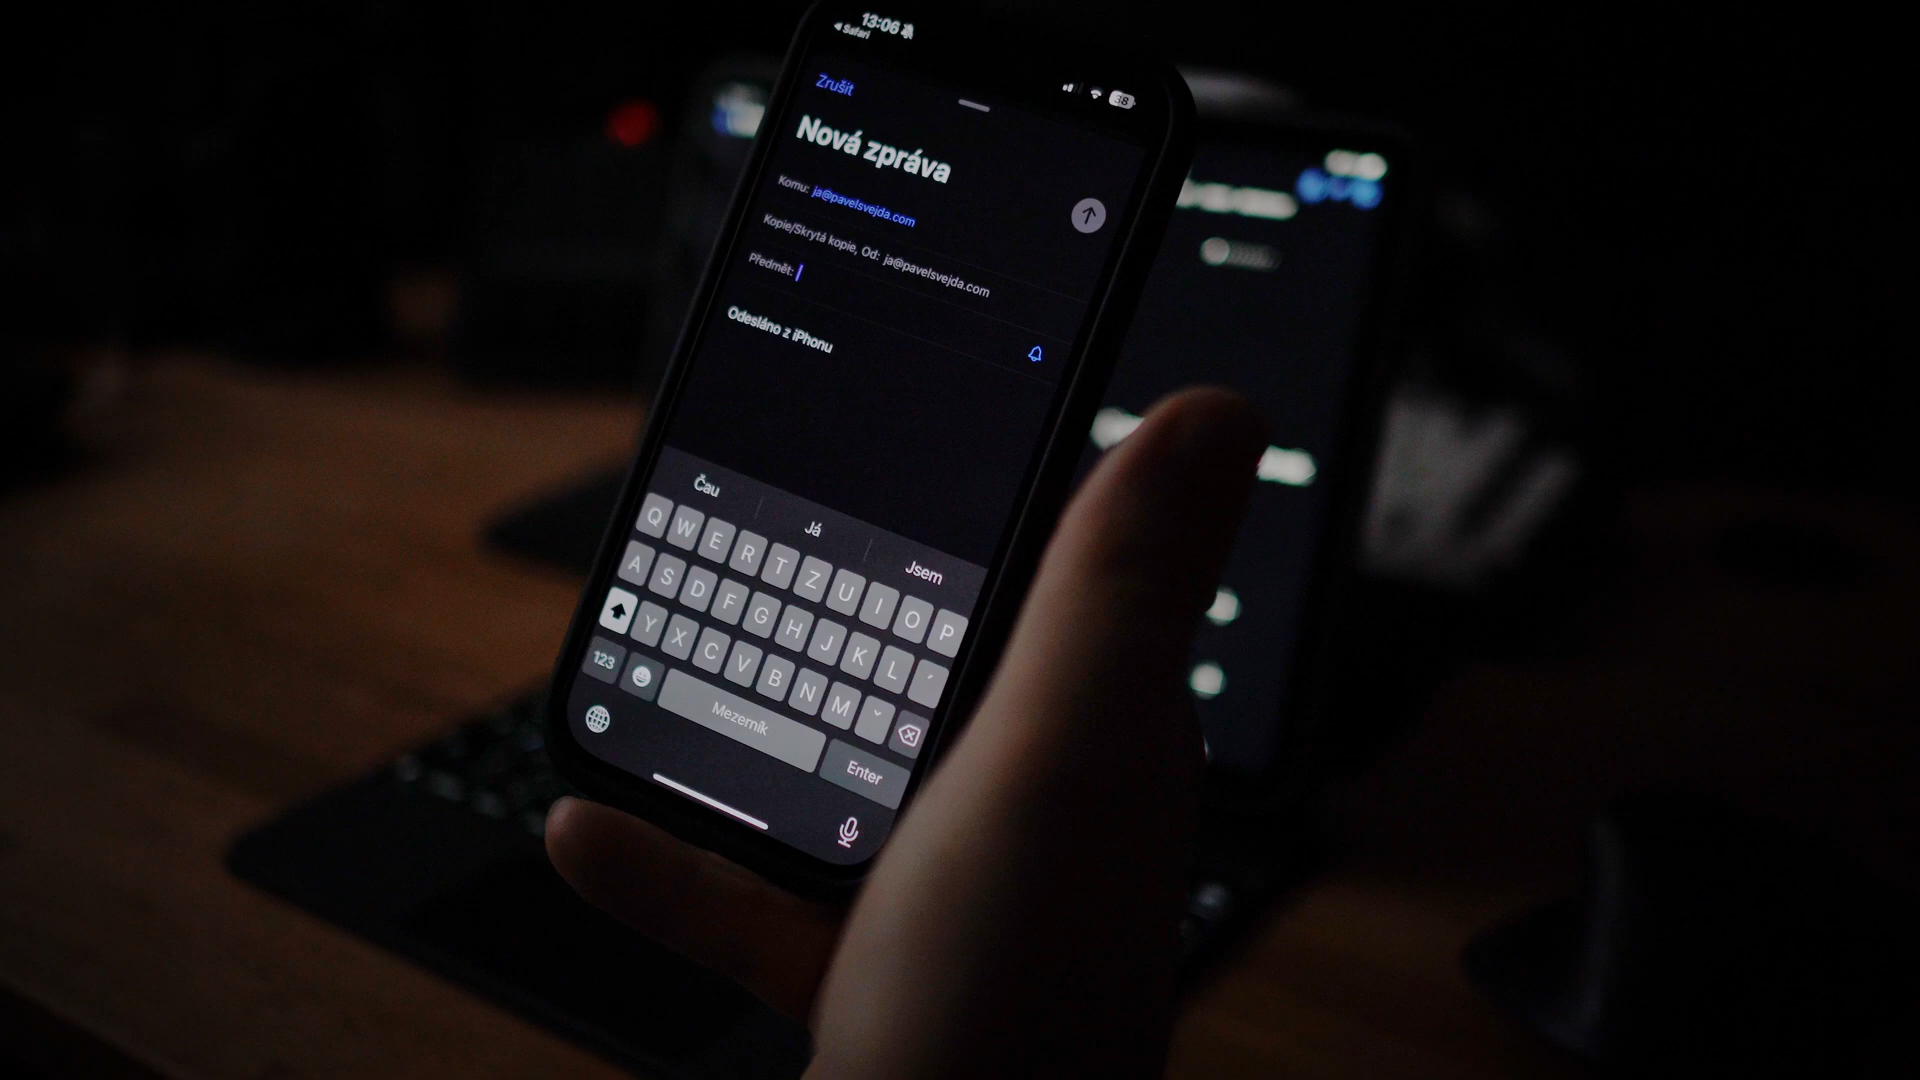 13:06
Safari
38
Zrušit
Nová zpráva
Komu: ja@pavelsvejda.com
Kopie/Skrytá kopie, Od: ja@pavelsvejda.com
Předmět:
Odesláno z iPhonu
Čau Já Jsem
Q W E R T Z U I O P
A S D F G H J K L ´
Y X C V B N M ˇ
123 Mezerník Enter